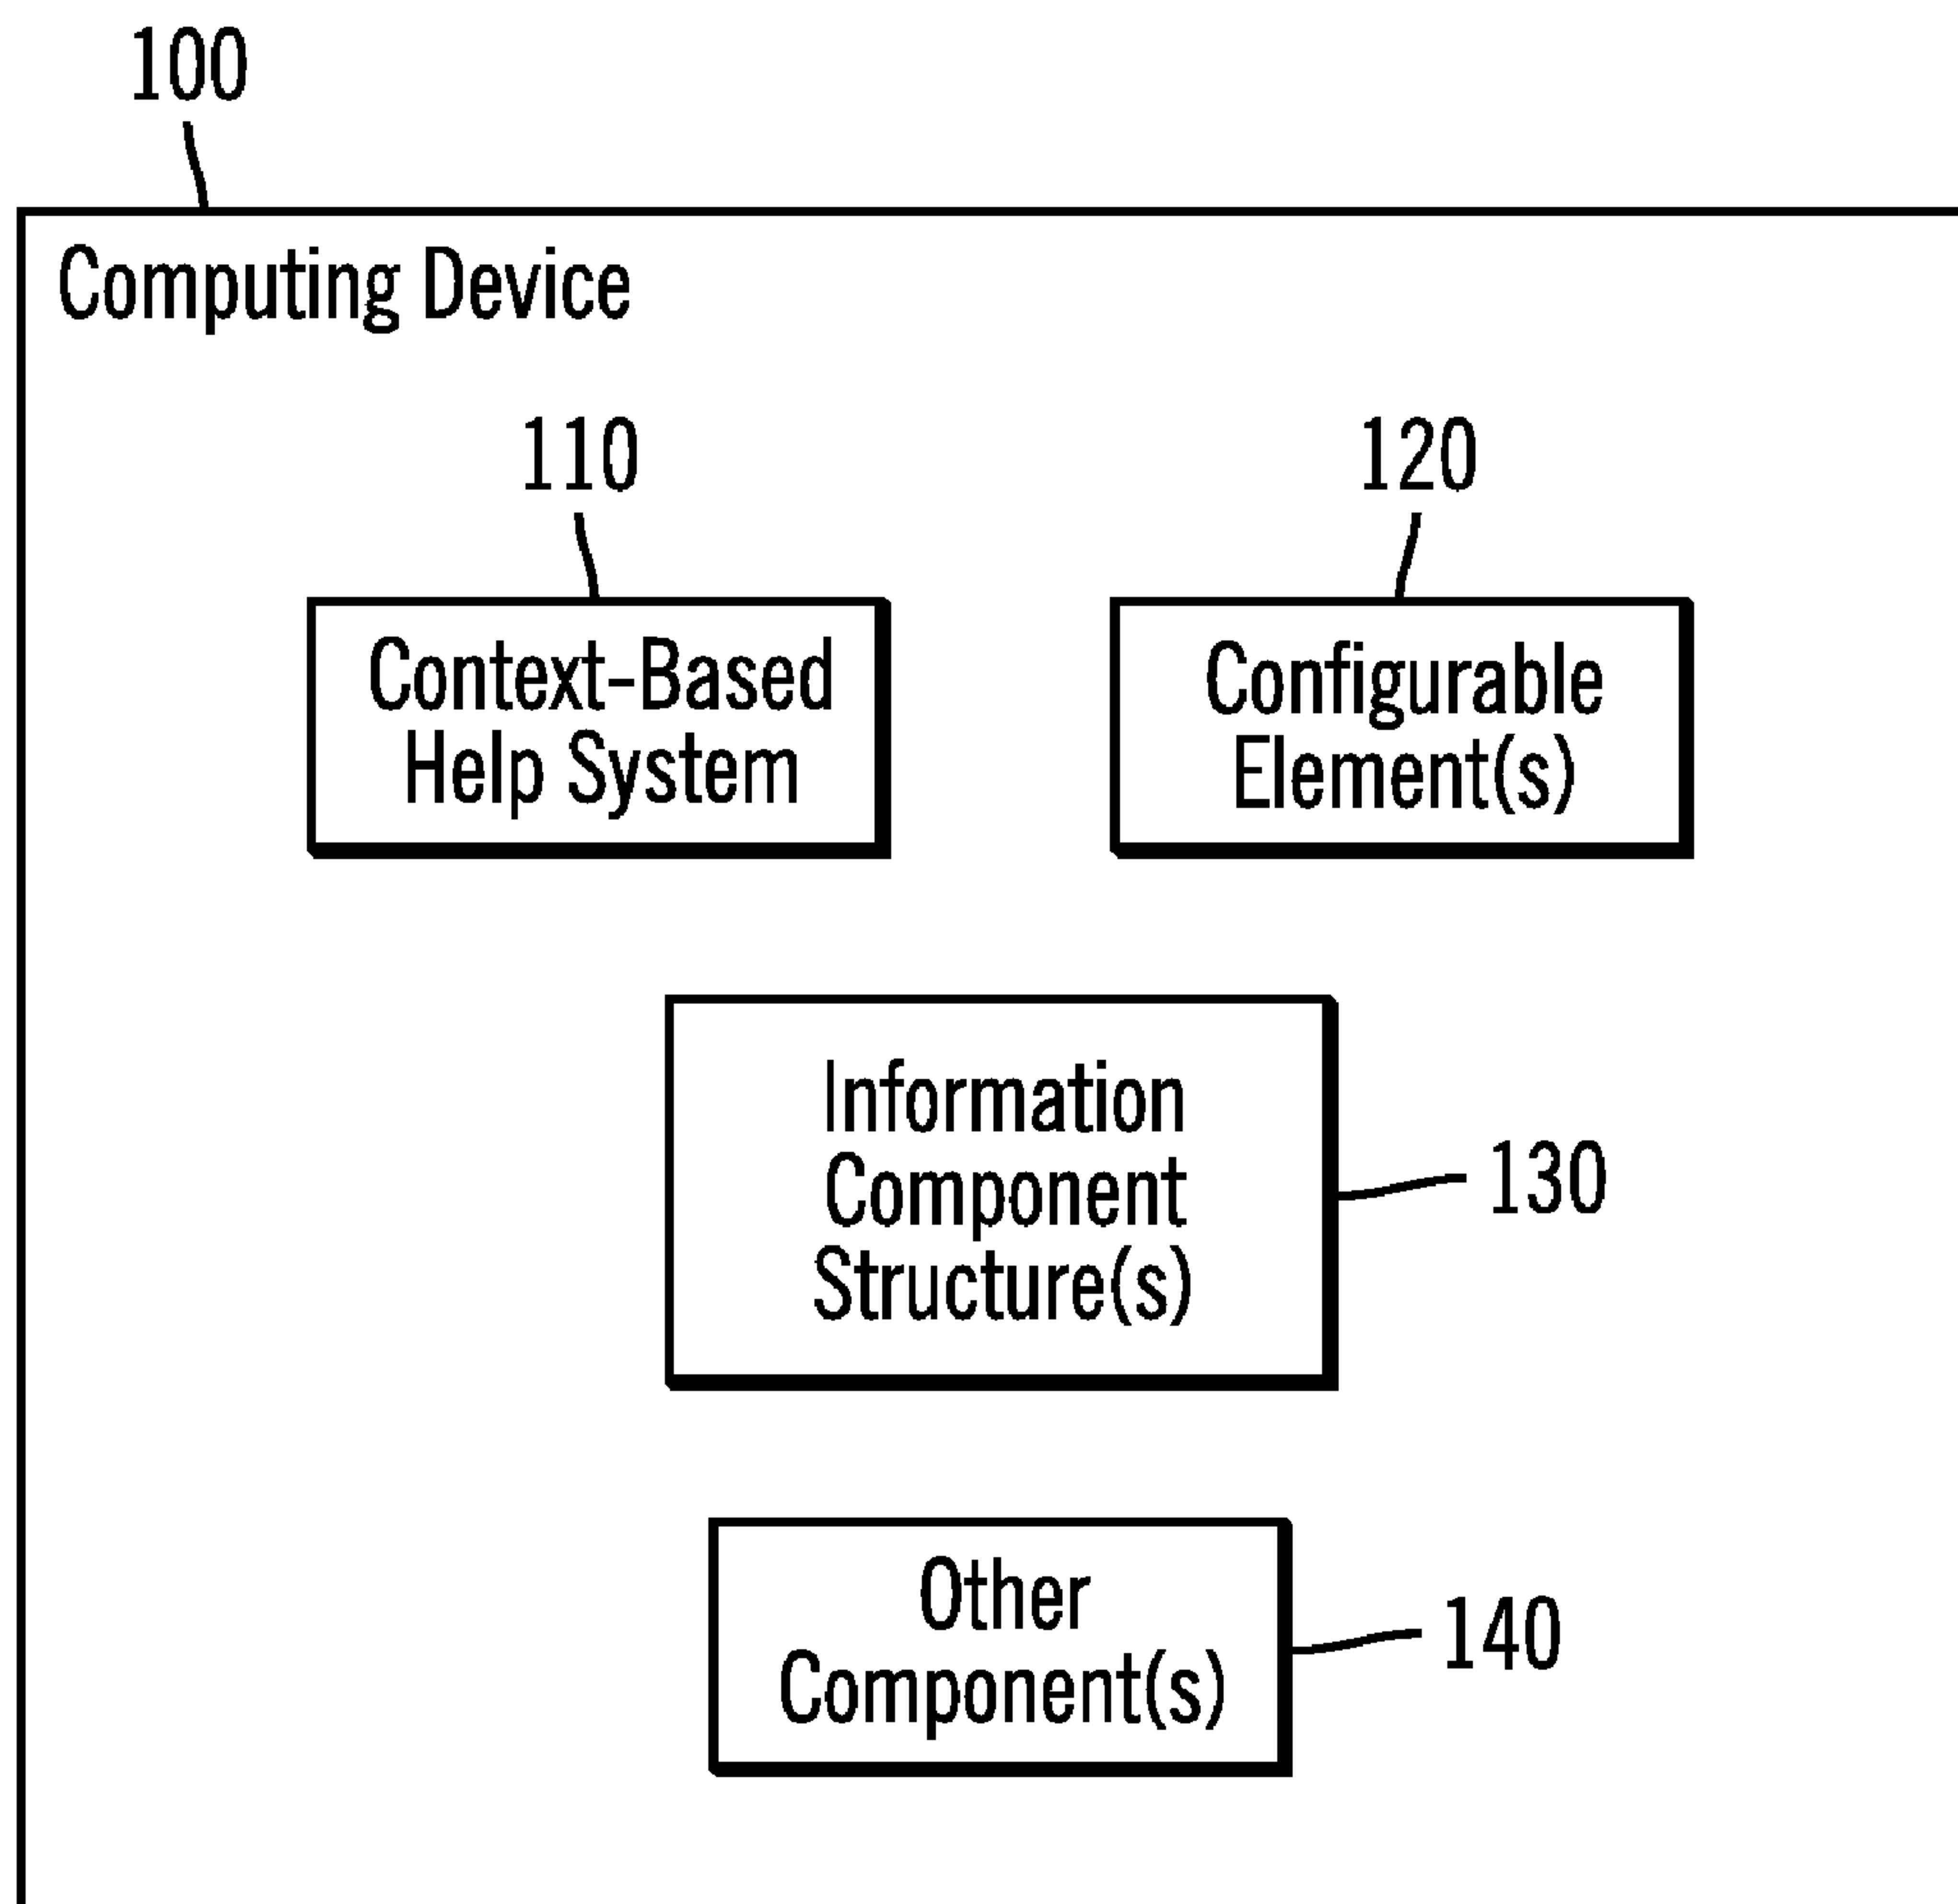 100
Computing Device
110
120
Context-Based
Help System
Configurable
Element(s)
Information
Component
Structure(s)
130
Other
Component(s)
140